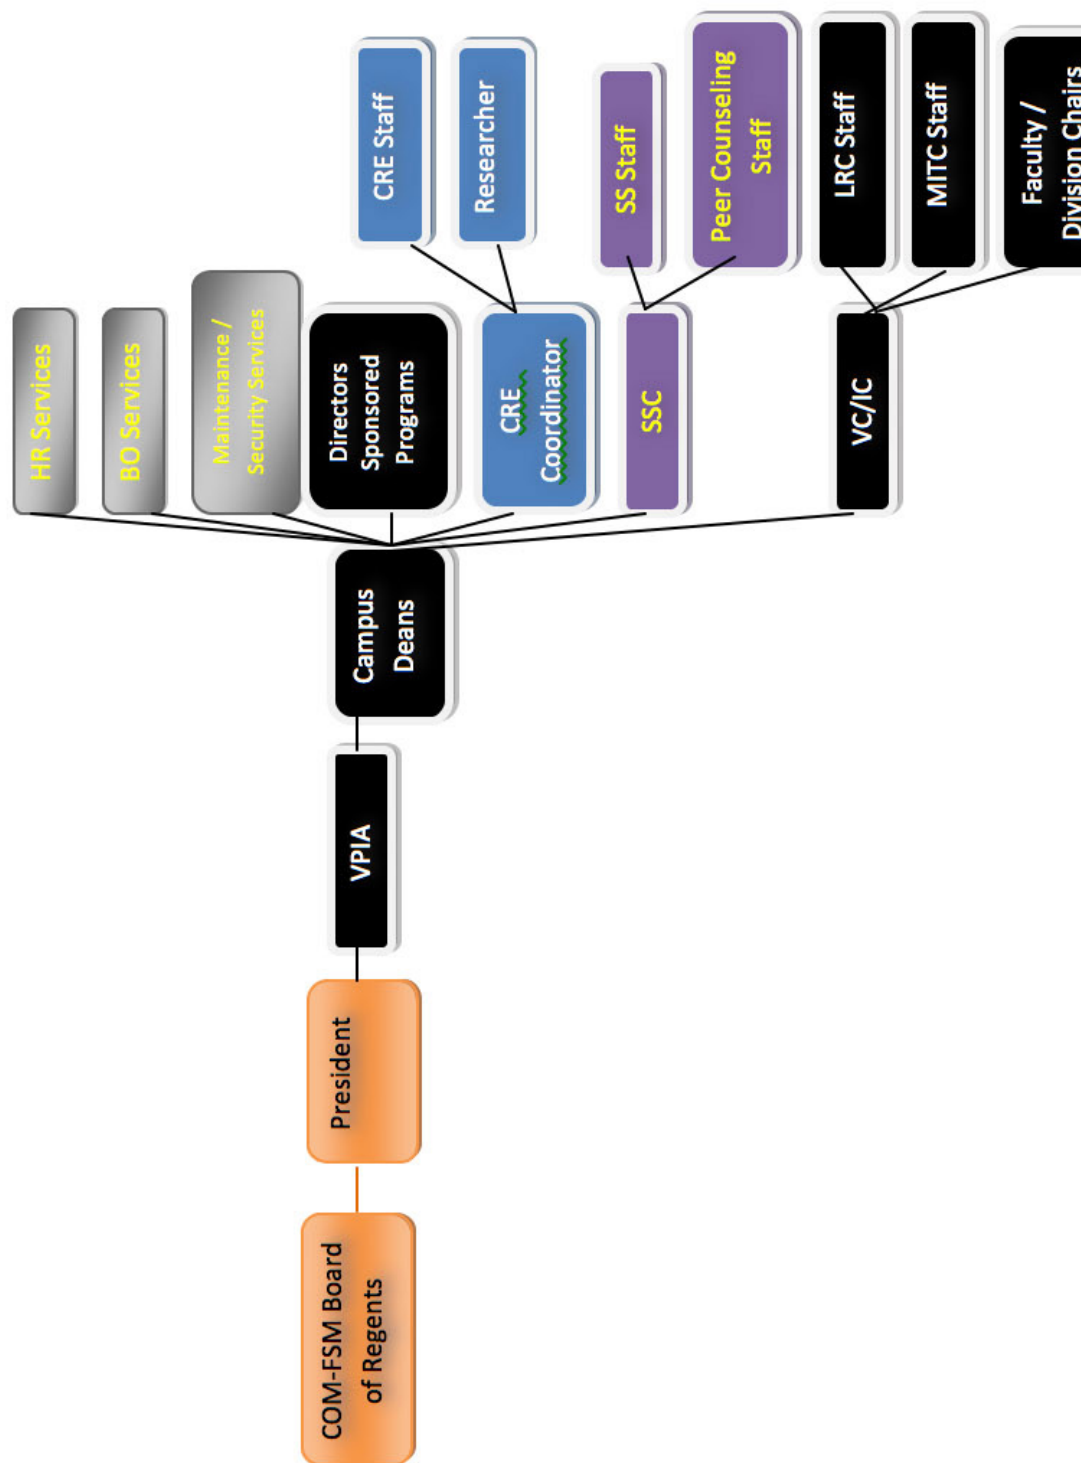 COM-FSM Board
of Regents
President
VPIA
Campus
Deans
HR Services
BO Services
Maintenance /
Security Services
Directors
Sponsored
Programs
CRE
Coordinator
SSC
VC/IC
CRE Staff
Researcher
SS Staff
Peer Counseling
Staff
LRC Staff
MITC Staff
Faculty /
Division Chairs